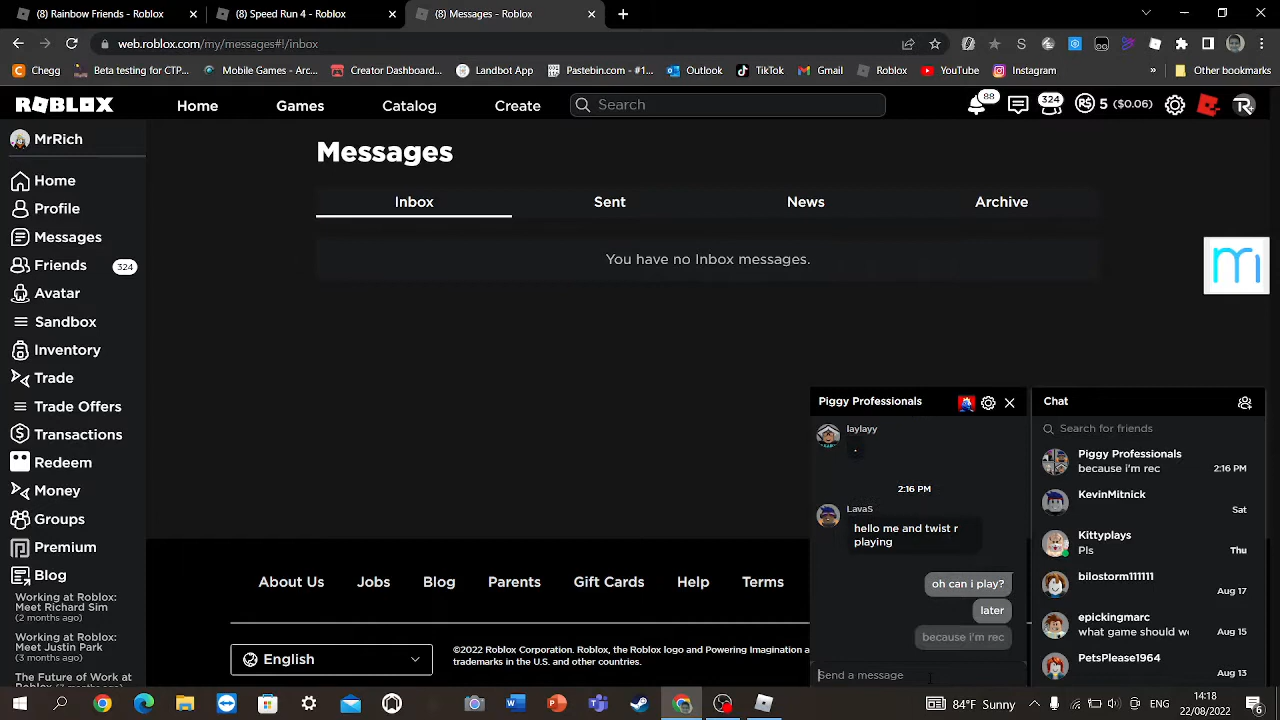 (Rainbow Friends - Roblox
(Speed Run 4 - Roblox
(Messages - Roblox
web.roblox.com/my/messages#!/inbox
Chegg
Beta testing for CTP...
Mobile Games - Arc...
Creator Dashboard...
Landbot App
Pastebin.com - #1...
Outlook
TikTok
Gmail
Roblox
YouTube
Instagram
»
Other bookmarks
ROBLOX
Home
Games
Catalog
Create
Search
88
324
5 ($0.06)
MrRich
Home
Profile
Messages
Friends
324
Avatar
Sandbox
Inventory
Trade
Trade Offers
Transactions
Redeem
Money
Groups
Premium
Blog
Working at Roblox:
Meet Richard Sim
(2 months ago)
Working at Roblox:
Meet Justin Park
(3 months ago)
The Future of Work at
Messages
Inbox
Sent
News
Archive
You have no Inbox messages.
About Us
Jobs
Blog
Parents
Gift Cards
Help
Terms
English
©2022 Roblox Corporation. Roblox, the Roblox logo and Powering Imagination a
trademarks in the U.S. and other countries.
m
Piggy Professionals
laylayy
.
2:16 PM
LavaS
hello me and twist r
playing
oh can i play?
later
because i'm rec
Send a message
Chat
Search for friends
Piggy Professionals
because i'm rec
2:16 PM
KevinMitnick
Sat
Kittyplays
Pls
Thu
bilostorm111111
Aug 17
epickingmarc
what game should we
Aug 15
PetsPlease1964
Aug 13
84°F Sunny
ENG
14:18
22/08/2022
6